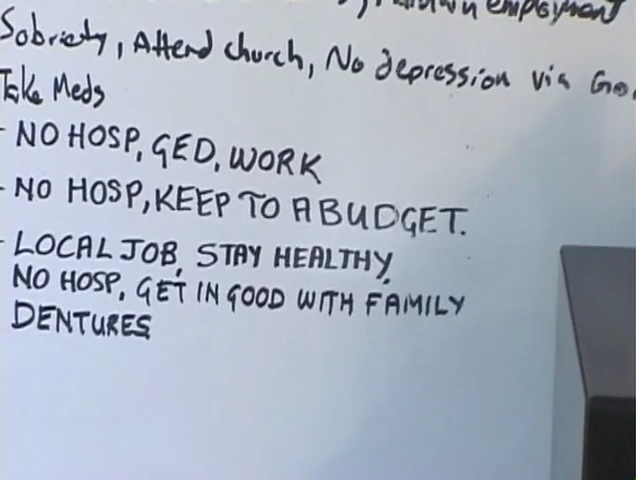 employment
Sobriety, Attend church, No depression via
Take Meds
- NO HOSP, GED, WORK
- NO HOSP, KEEP TO A BUDGET.
- LOCAL JOB, STAY HEALTHY,
NO HOSP, GET IN GOOD WITH FAMILY
DENTURES